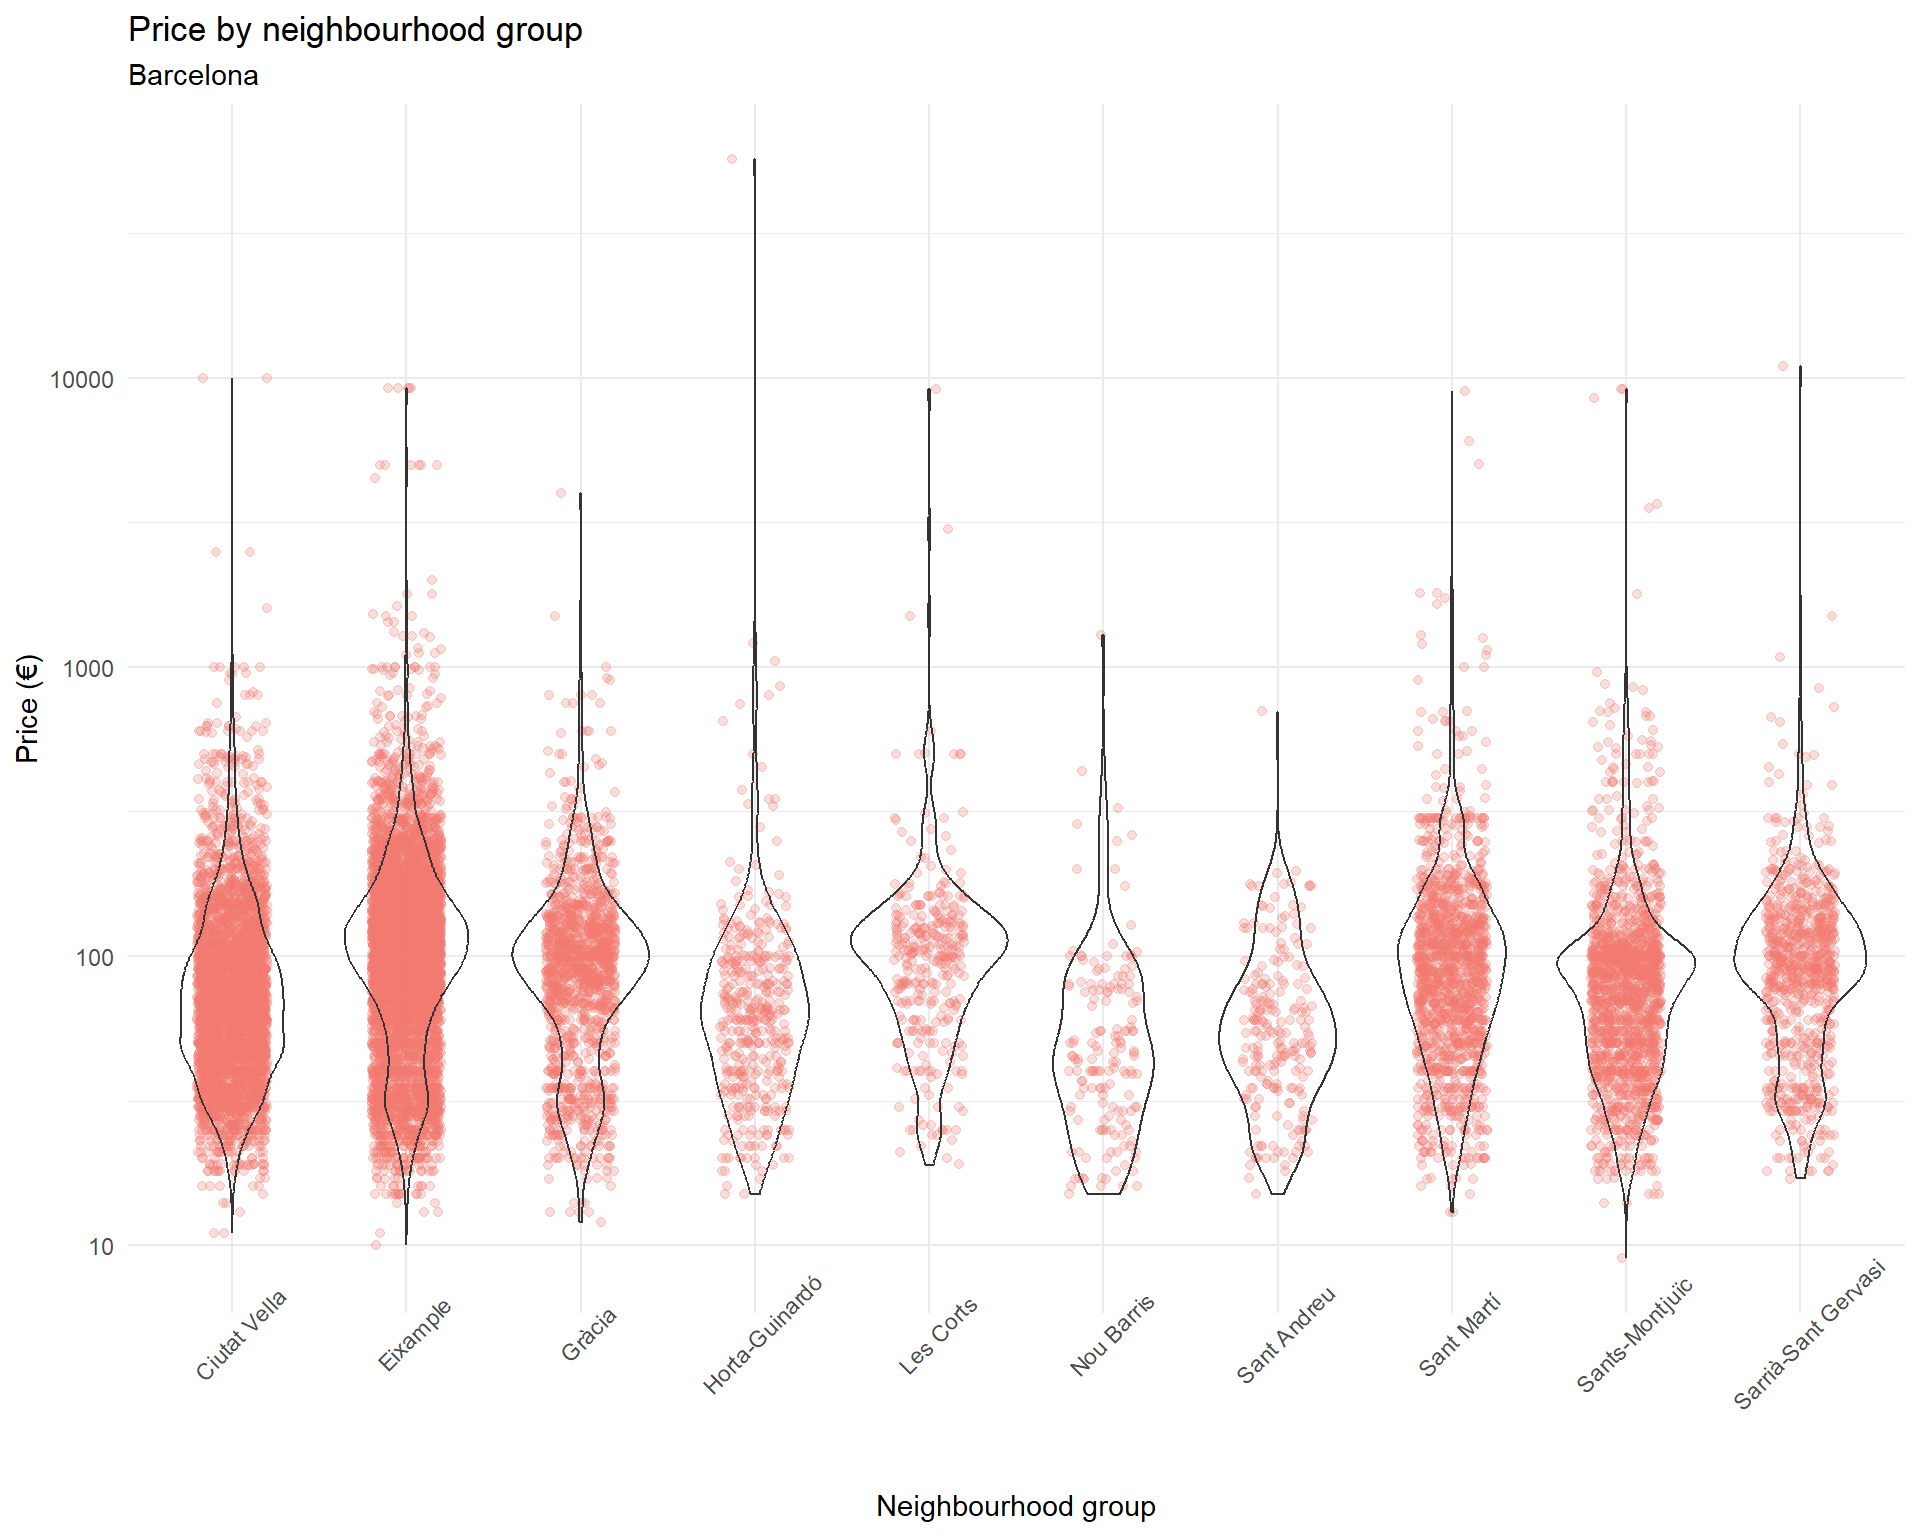 Price by neighbourhood group
Barcelona
Price (€)
10000
1000
100
10
Ciutat Vella
Eixample
Gràcia
Horta-Guinardó
Les Corts
Nou Barris
Sant Andreu
Sant Martí
Sants-Montjuïc
Sarrià-Sant Gervasi
Neighbourhood group